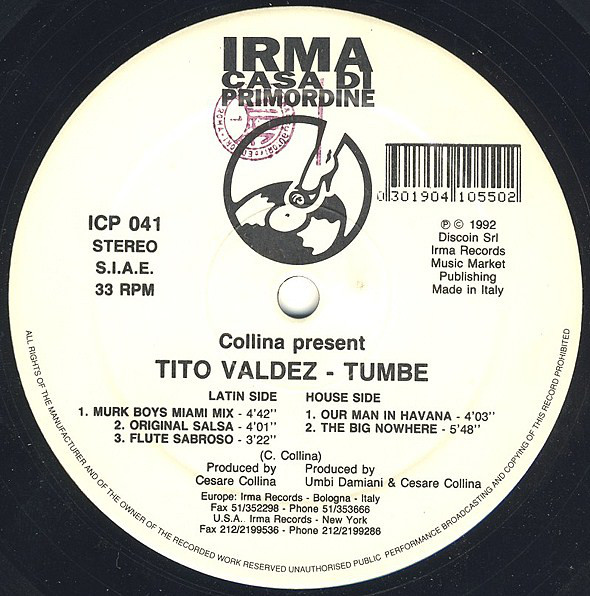 IRMA
CASA DI
PRIMORDINE
0 301904 105502
ICP 041
STEREO
S.I.A.E.
33 RPM
℗ © 1992
Discoin Srl
Irma Records
Music Market
Publishing
Made in Italy
Collina present
TITO VALDEZ - TUMBE
LATIN SIDE
1. MURK BOYS MIAMI MIX - 4'42"
2. ORIGINAL SALSA - 4'01"
3. FLUTE SABROSO - 3'22"
HOUSE SIDE
1. OUR MAN IN HAVANA - 4'03"
2. THE BIG NOWHERE - 5'48"
(C. Collina)
Produced by
Cesare Collina
Produced by
Umbi Damiani & Cesare Collina
Europe: Irma Records - Bologna - Italy
Fax 51/352298 - Phone 51/353666
U.S.A.. Irma Records - New York
Fax 212/2199536 - Phone 212/2199286
ALL RIGHTS OF THE MANUFACTURER AND OF THE OWNER OF THE RECORDED WORK RESERVED UNAUTHORISED PUBLIC PERFORMANCE BROADCASTING AND COPYING OF THIS RECORD PROHIBITED